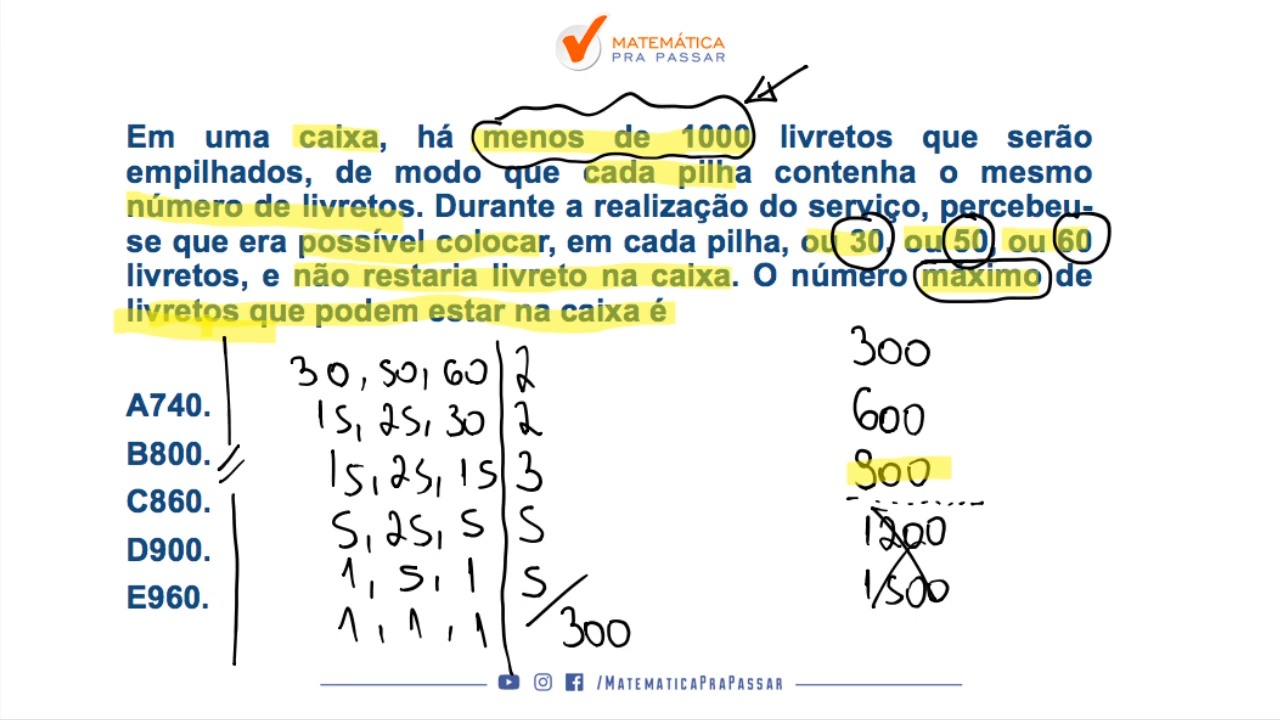 MATEMÁTICA
PRA PASSAR
Em uma caixa, há menos de 1000 livretos que serão
empilhados, de modo que cada pilha contenha o mesmo
número de livretos. Durante a realização do serviço, percebeu-
se que era possível colocar, em cada pilha, ou 30, ou 50, ou 60
livretos, e não restaria livreto na caixa. O número máximo de
livretos que podem estar na caixa é
A740.
B800.
C860.
D900.
E960.
30, 50, 60 2
15, 25, 30 2
15, 25, 15 3
5, 25, 5 5
1, 5, 1 5
1, 1, 1 300
300
600
900
1200
1500
/MATEMATICAPRAPASSAR